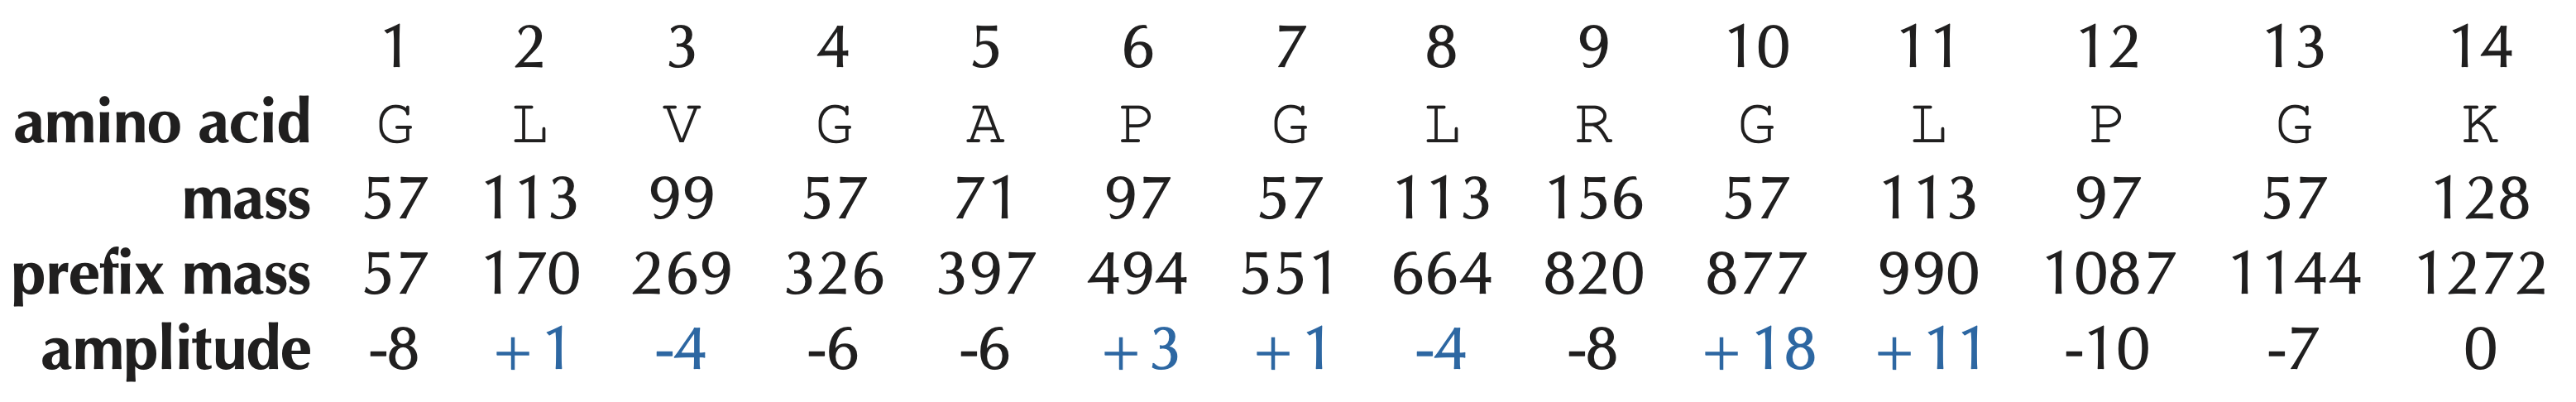 1 2 3 4 5 6 7 8 9 10 11 12 13 14
amino acid G L V G A P G L R G L P G K
mass 57 113 99 57 71 97 57 113 156 57 113 97 57 128
prefix mass 57 170 269 326 397 494 551 664 820 877 990 1087 1144 1272
amplitude -8 +1 -4 -6 -6 +3 +1 -4 -8 +18 +11 -10 -7 0